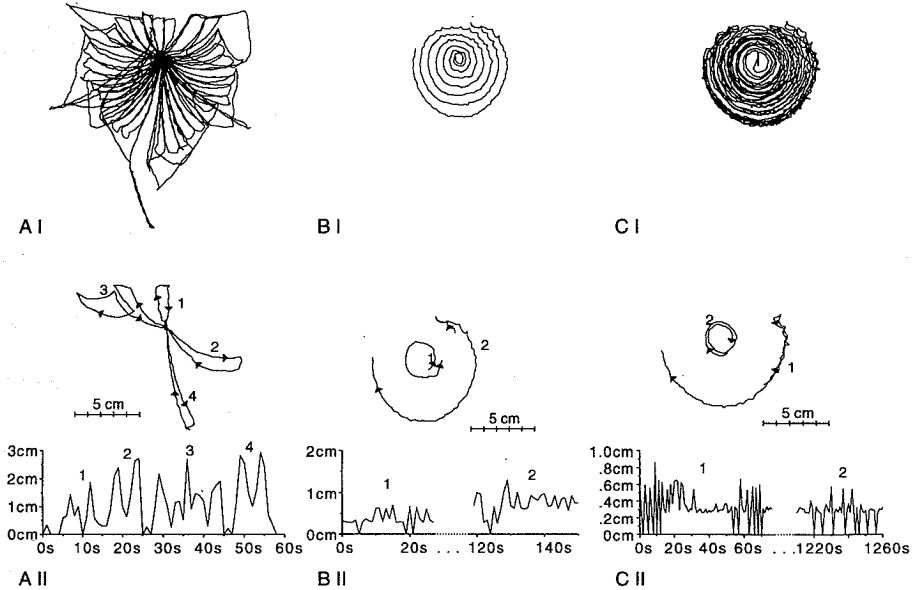 A I
B I
C I
3
1
2
4
5 cm
1
2
5 cm
2
1
5 cm
3cm
2cm
1cm
0cm
1
2
3
4
0s 10s 20s 30s 40s 50s 60s
2cm
1cm
0cm
1
2
0s 20s . . . . 120s 140s
1.0cm
.8cm
.6cm
.4cm
.2cm
0cm
1
2
0s 20s 40s 60s . . . 1220s 1260s
A II
B II
C II